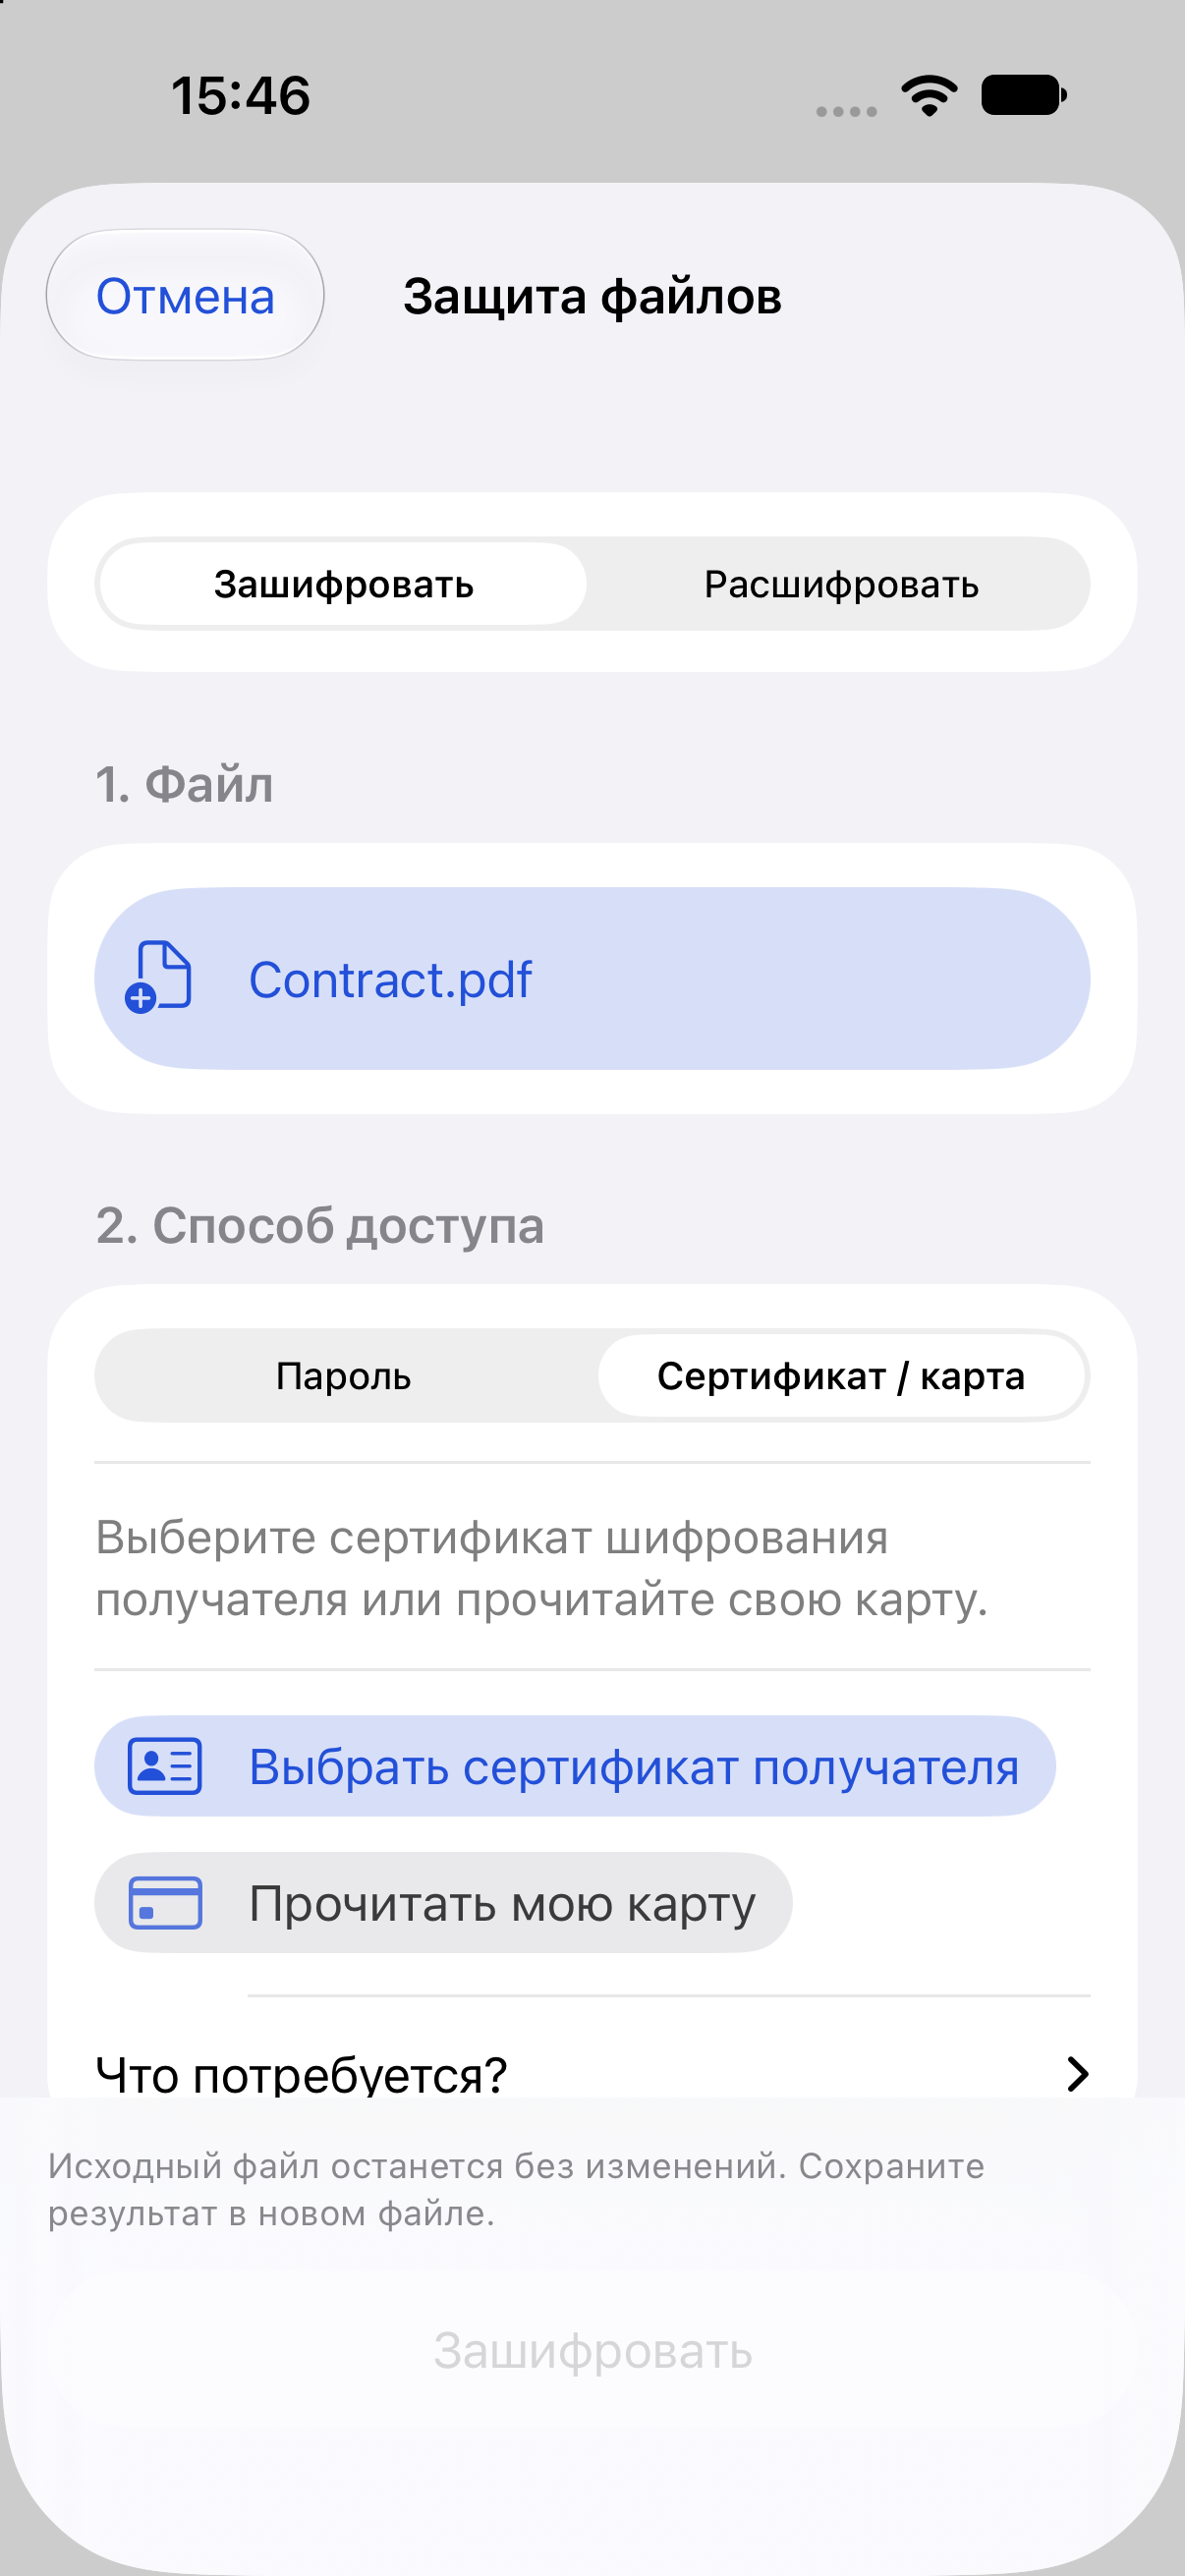 15:46
Отмена
Защита файлов
Зашифровать
Расшифровать
1. Файл
Contract.pdf
2. Способ доступа
Пароль
Сертификат / карта
Выберите сертификат шифрования
получателя или прочитайте свою карту.
Выбрать сертификат получателя
Прочитать мою карту
Что потребуется?
Исходный файл останется без изменений. Сохраните
результат в новом файле.
Зашифровать